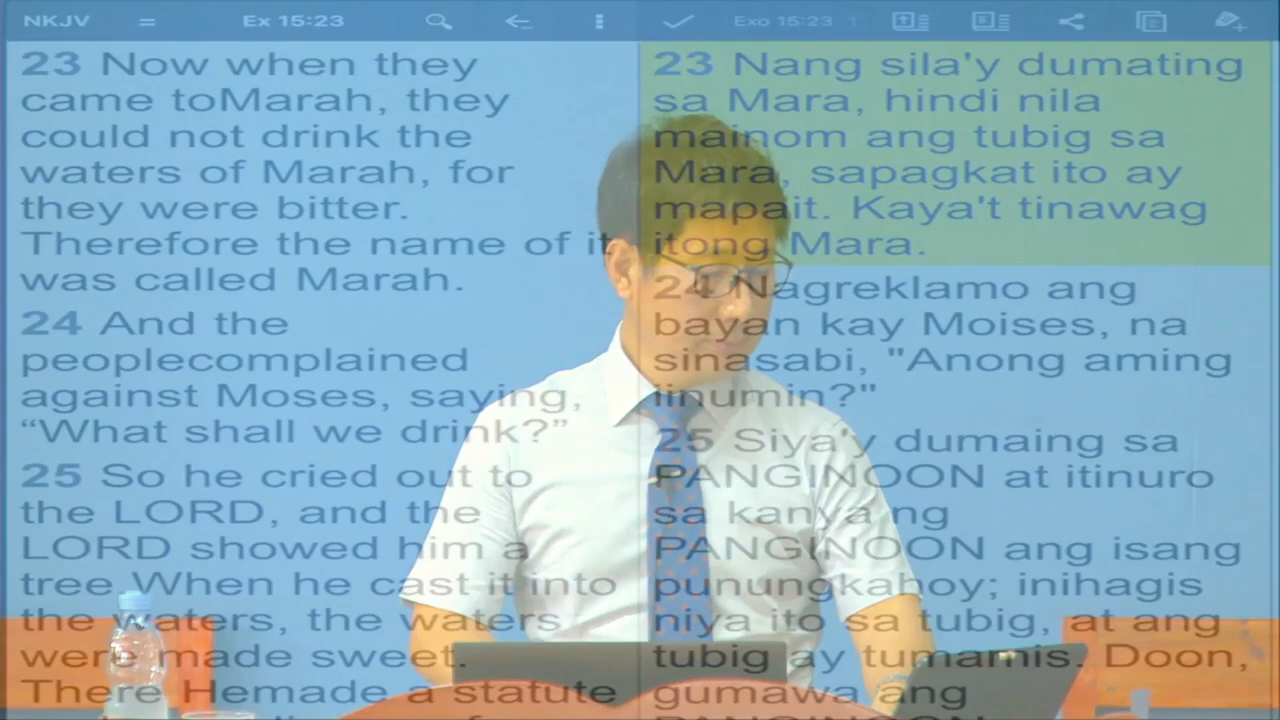 NKJV = Ex 15:23
Exo 15:23 1
23 Now when they
came toMarah, they
could not drink the
waters of Marah, for
they were bitter.
Therefore the name of it
was called Marah.
24 And the
peoplecomplained
against Moses, saying,
“What shall we drink?”
25 So he cried out to
the LORD, and the
LORD showed him a
tree. When he cast it into
the waters, the waters
were made sweet.
There Hemade a statute
23 Nang sila'y dumating
sa Mara, hindi nila
mainom ang tubig sa
Mara, sapagkat ito ay
mapait. Kaya't tinawag
itong Mara.
24 Nagreklamo ang
bayan kay Moises, na
sinasabi, "Anong aming
iinumin?"
25 Siya'y dumaing sa
PANGINOON at itinuro
sa kanya ng
PANGINOON ang isang
punungkahoy; inihagis
niya ito sa tubig, at ang
tubig ay tumamis. Doon,
gumawa ang
PANGINOON